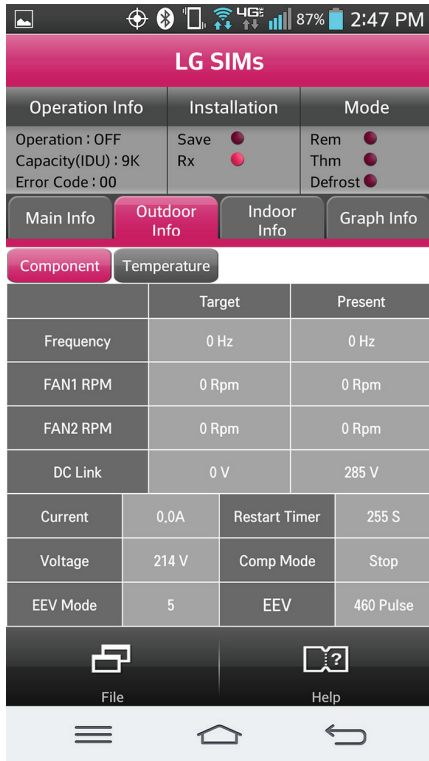 4G 87% 2:47 PM
LG SIMs
Operation Info Installation Mode
Operation : OFF Save Rem
Capacity(IDU) : 9K Rx Thm
Error Code : 00 Defrost
Main Info Outdoor Info Indoor Info Graph Info
Component Temperature
Target Present
Frequency 0 Hz 0 Hz
FAN1 RPM 0 Rpm 0 Rpm
FAN2 RPM 0 Rpm 0 Rpm
DC Link 0 V 285 V
Current 0.0A Restart Timer 255 S
Voltage 214 V Comp Mode Stop
EEV Mode 5 EEV 460 Pulse
File Help